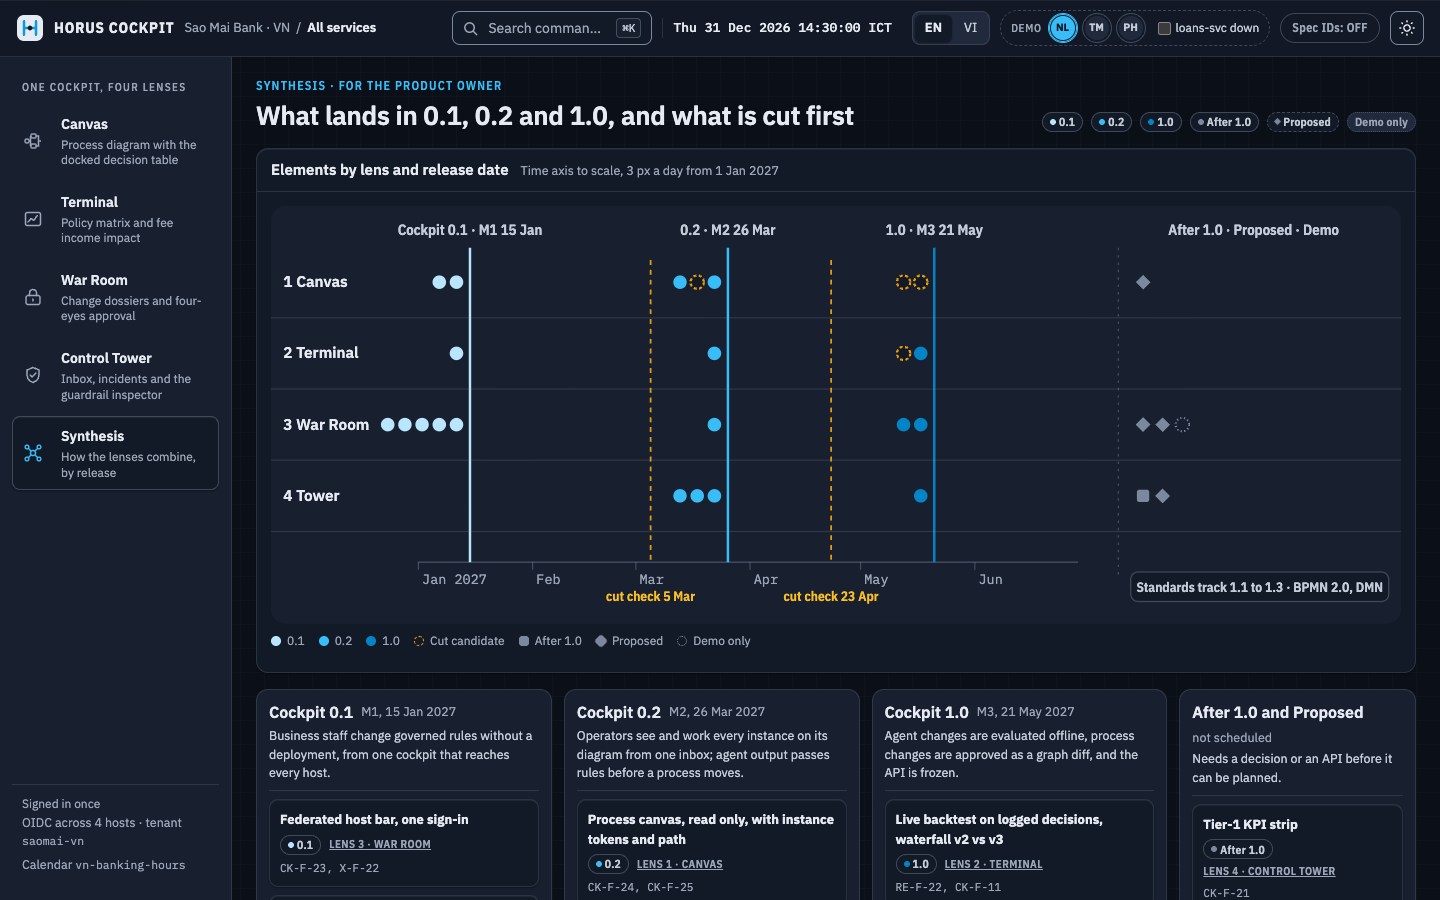 HORUS COCKPIT Sao Mai Bank · VN / All services
Search comman... ⌘K
Thu 31 Dec 2026 14:30:00 ICT
EN VI
DEMO NL TM PH loans-svc down
Spec IDs: OFF
ONE COCKPIT, FOUR LENSES
Canvas
Process diagram with the
docked decision table
Terminal
Policy matrix and fee
income impact
War Room
Change dossiers and four-
eyes approval
Control Tower
Inbox, incidents and the
guardrail inspector
Synthesis
How the lenses combine,
by release
Signed in once
OIDC across 4 hosts · tenant
saomai-vn
Calendar vn-banking-hours
SYNTHESIS · FOR THE PRODUCT OWNER
What lands in 0.1, 0.2 and 1.0, and what is cut first
0.1 0.2 1.0 After 1.0 Proposed Demo only
Elements by lens and release date Time axis to scale, 3 px a day from 1 Jan 2027
Cockpit 0.1 · M1 15 Jan
0.2 · M2 26 Mar
1.0 · M3 21 May
After 1.0 · Proposed · Demo
1 Canvas
2 Terminal
3 War Room
4 Tower
Jan 2027 Feb Mar Apr May Jun
cut check 5 Mar
cut check 23 Apr
Standards track 1.1 to 1.3 · BPMN 2.0, DMN
0.1 0.2 1.0 Cut candidate After 1.0 Proposed Demo only
Cockpit 0.1 M1, 15 Jan 2027
Business staff change governed rules without a
deployment, from one cockpit that reaches
every host.
Federated host bar, one sign-in
0.1 LENS 3 · WAR ROOM
CK-F-23, X-F-22
Cockpit 0.2 M2, 26 Mar 2027
Operators see and work every instance on its
diagram from one inbox; agent output passes
rules before a process moves.
Process canvas, read only, with instance
tokens and path
0.2 LENS 1 · CANVAS
CK-F-24, CK-F-25
Cockpit 1.0 M3, 21 May 2027
Agent changes are evaluated offline, process
changes are approved as a graph diff, and the
API is frozen.
Live backtest on logged decisions,
waterfall v2 vs v3
1.0 LENS 2 · TERMINAL
RE-F-22, CK-F-11
After 1.0 and Proposed
not scheduled
Needs a decision or an API before it
can be planned.
Tier-1 KPI strip
After 1.0
LENS 4 · CONTROL TOWER
CK-F-21